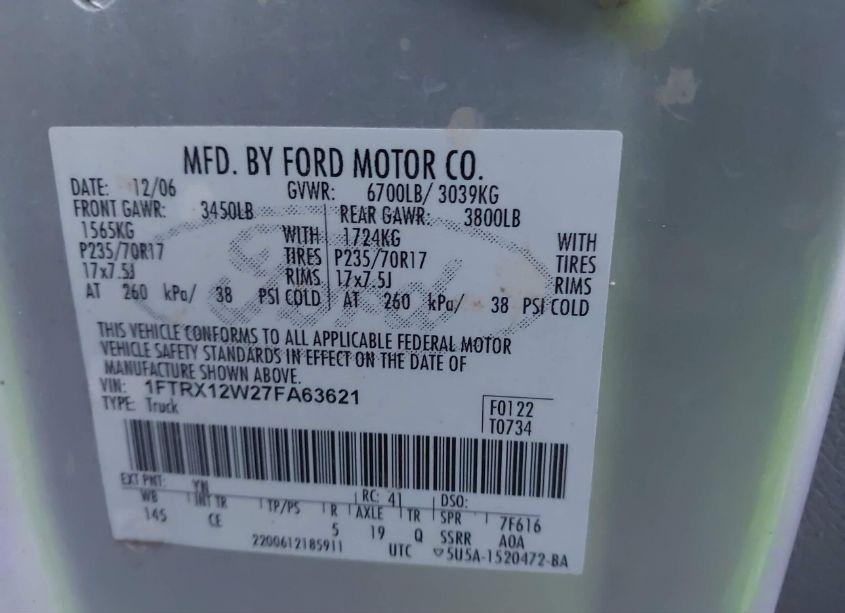 MFD. BY FORD MOTOR CO.
DATE: 12/06 GVWR: 6700LB/ 3039KG
FRONT GAWR: 3450LB REAR GAWR: 3800LB
1565KG WITH 1724KG WITH
P235/70R17 TIRES P235/70R17 TIRES
17x7.5J RIMS 17x7.5J RIMS
AT 260 kPa/ 38 PSI COLD AT 260 kPa/ 38 PSI COLD
Ford
THIS VEHICLE CONFORMS TO ALL APPLICABLE FEDERAL MOTOR
VEHICLE SAFETY STANDARDS IN EFFECT ON THE DATE OF
MANUFACTURE SHOWN ABOVE.
VIN: 1FTRX12W27FA63621
TYPE: Truck
F0122
T0734
EXT PNT: YN RC: 41 DSO:
WB INT TR TP/PS R AXLE TR SPR 7F616
145 CE 5 19 Q SSRR A0A
2200612185911 UTC ▽5U5A-1520472-BA